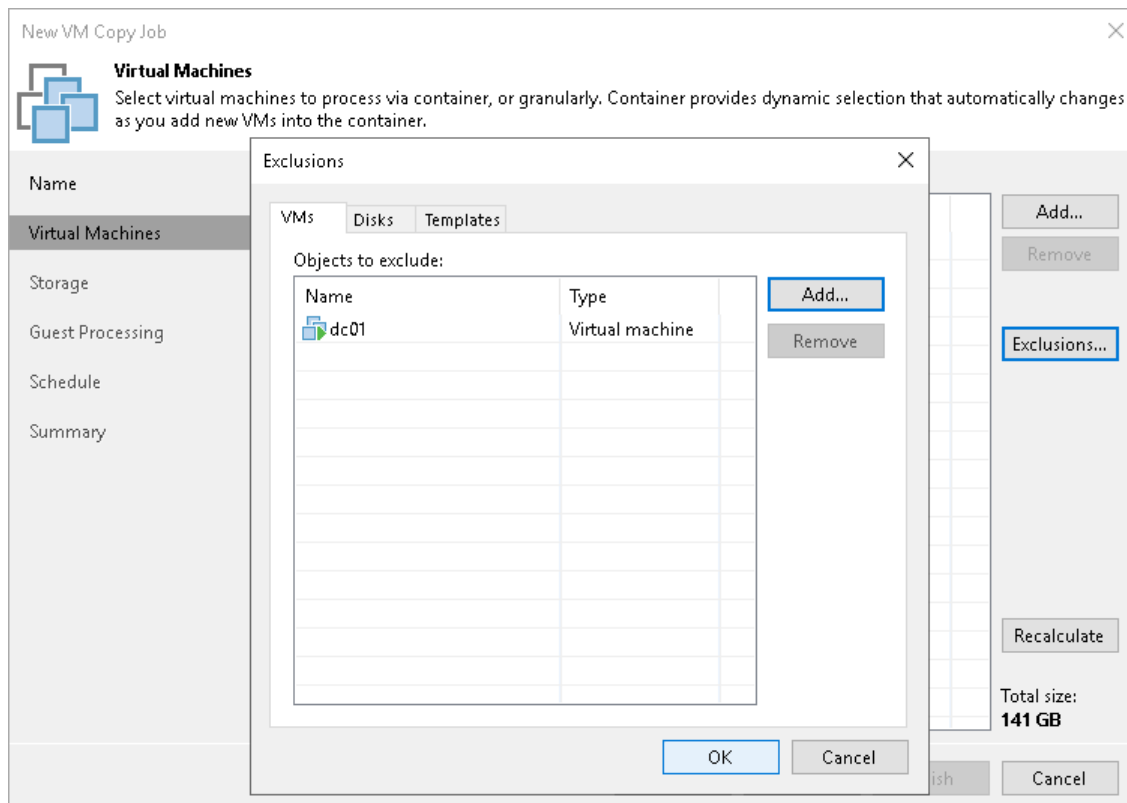 New VM Copy Job
Virtual Machines
Select virtual machines to process via container, or granularly. Container provides dynamic selection that automatically changes
as you add new VMs into the container.
Name
Virtual Machines
Storage
Guest Processing
Schedule
Summary
Exclusions
VMs
Disks
Templates
Objects to exclude:
Name
Type
dc01
Virtual machine
Add...
Remove
OK
Cancel
Add...
Remove
Exclusions...
Recalculate
Total size:
141 GB
Cancel